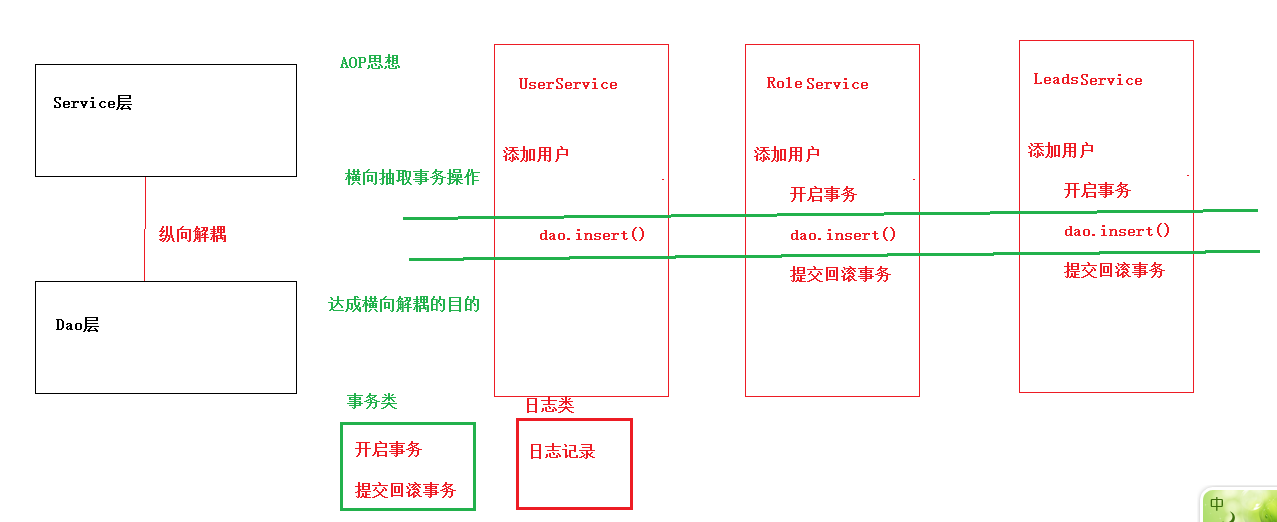 Service层
纵向解耦
Dao层
AOP思想
横向抽取事务操作
达成横向解耦的目的
UserService
添加用户
dao.insert()
RoleService
添加用户
开启事务
dao.insert()
提交回滚事务
LeadsService
添加用户
开启事务
dao.insert()
提交回滚事务
事务类
开启事务
提交回滚事务
日志类
日志记录
中